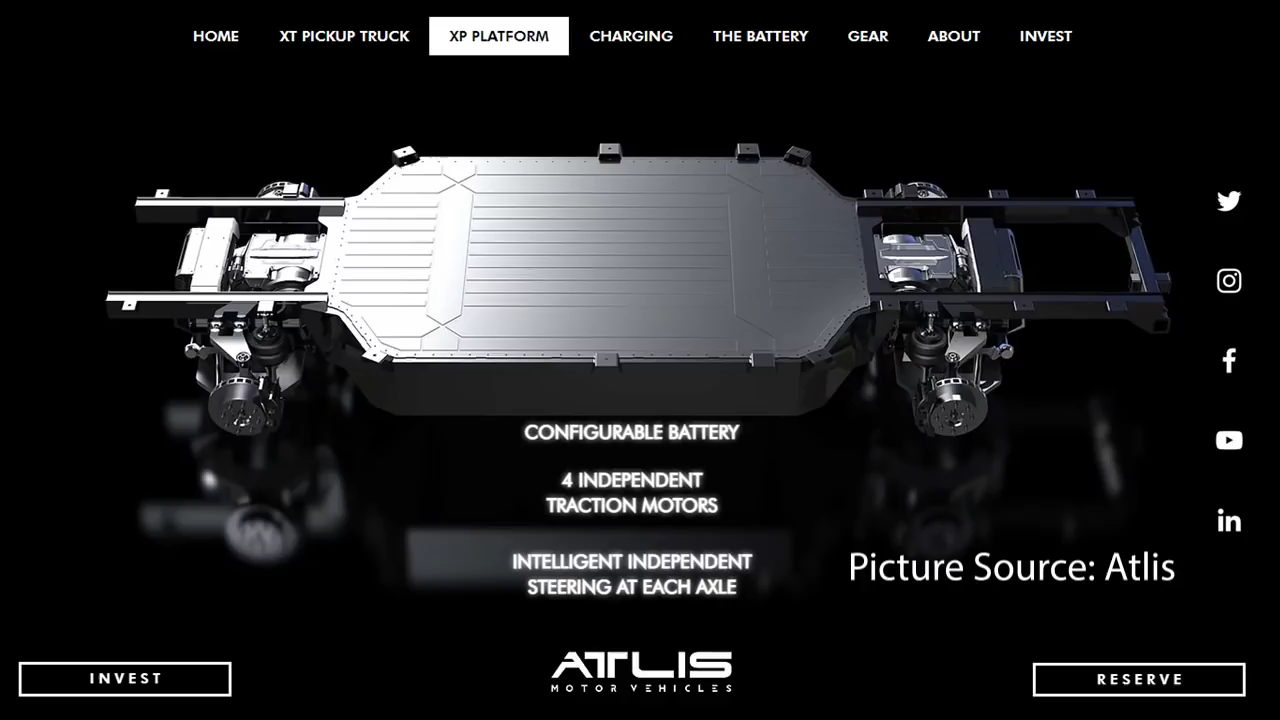 HOME XT PICKUP TRUCK XP PLATFORM CHARGING THE BATTERY GEAR ABOUT INVEST
CONFIGURABLE BATTERY
4 INDEPENDENT
TRACTION MOTORS
INTELLIGENT INDEPENDENT
STEERING AT EACH AXLE
Picture Source: Atlis
INVEST
ATLIS
MOTOR VEHICLES
RESERVE